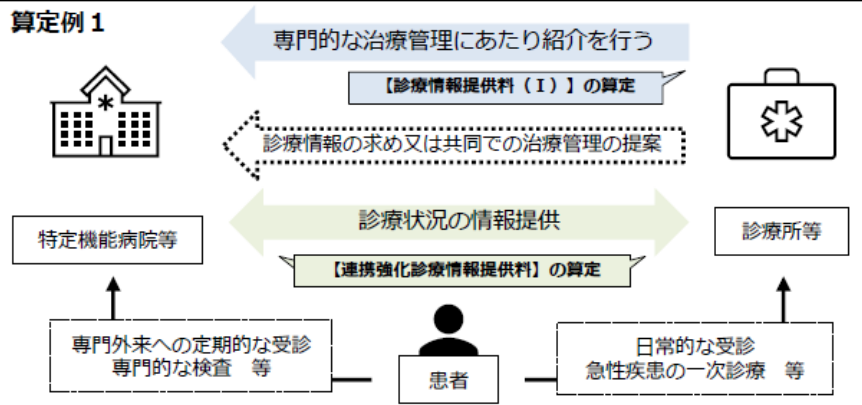 算定例1
専門的な治療管理にあたり紹介を行う
【診療情報提供料(Ⅰ)】の算定
診療情報の求め又は共同での治療管理の提案
特定機能病院等
診療状況の情報提供
診療所等
【連携強化診療情報提供料】の算定
専門外来への定期的な受診
専門的な検査 等
患者
日常的な受診
急性疾患の一次診療 等